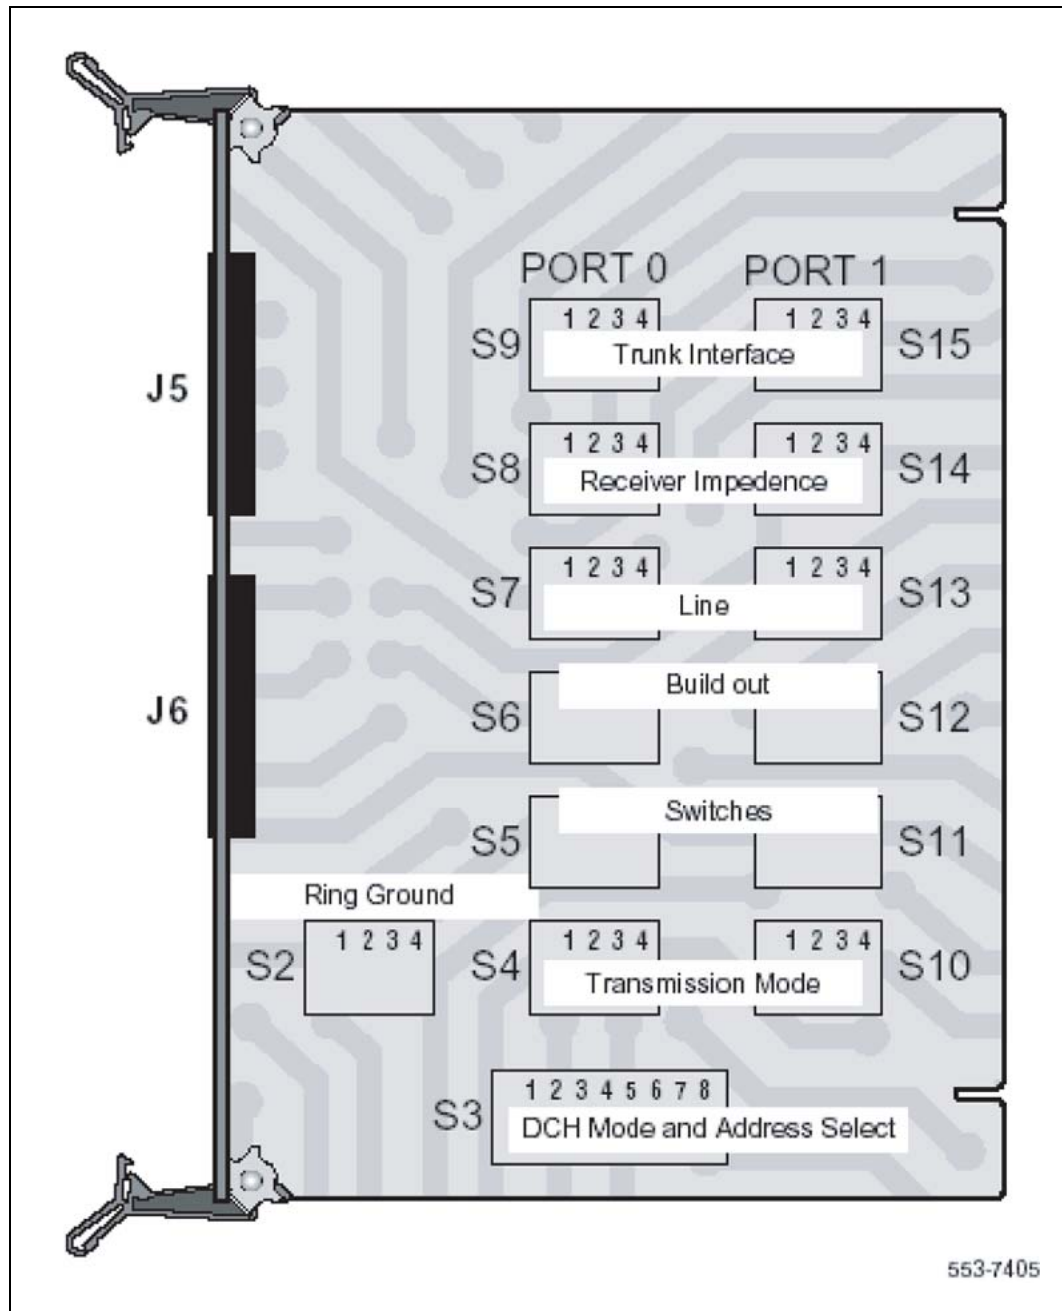 PORT 0 PORT 1
S9 1 2 3 4 1 2 3 4 S15
Trunk Interface
J5
S8 1 2 3 4 1 2 3 4 S14
Receiver Impedence
S7 1 2 3 4 1 2 3 4 S13
Line
J6
S6 Build out S12
S5 Switches S11
Ring Ground
S2 1 2 3 4 S4 1 2 3 4 1 2 3 4 S10
Transmission Mode
S3 1 2 3 4 5 6 7 8
DCH Mode and Address Select
553-7405